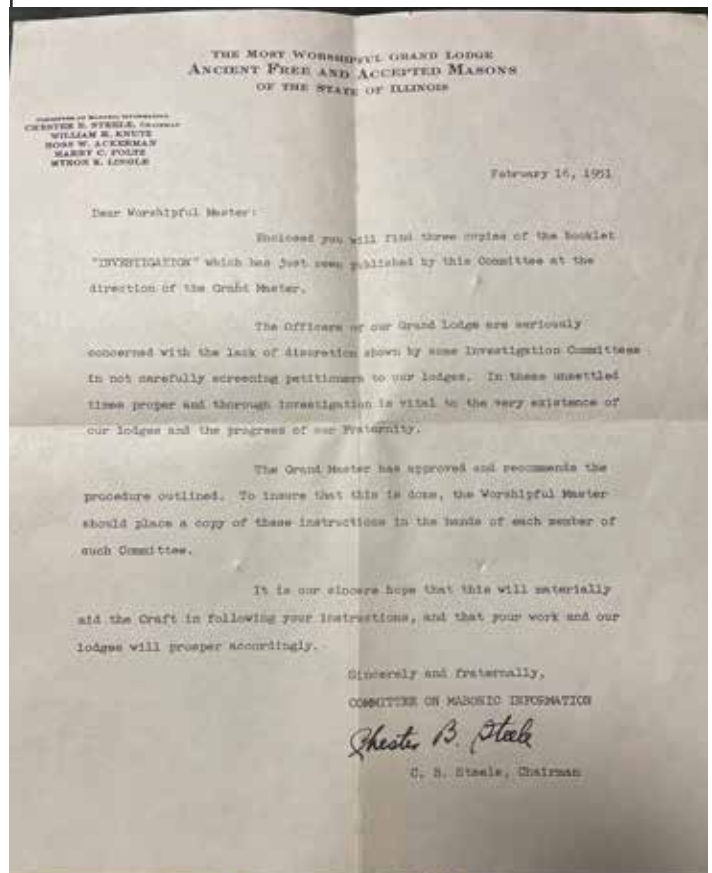 THE MOST WORSHIPFUL GRAND LODGE
ANCIENT FREE AND ACCEPTED MASONS
OF THE STATE OF ILLINOIS
COMMITTEE ON MASONIC INFORMATION
CHESTER B. STEELE, CHAIRMAN
WILLIAM H. KNUTZ
ROSS W. ACKERMAN
HARRY C.
MYRON K. LINGLE
February 16, 1951
Dear Worshipful Master:
Enclosed you will find three copies of the booklet
"INVESTIGATION" which has just been published by this Committee at the
direction of the Grand Master.
The Officers of our Grand Lodge are seriously
concerned with the lack of discretion shown by some Investigation Committees
in not carefully screening petitioners to our lodges. In these unsettled
times proper and thorough investigation is vital to the very existence of
our lodges and the progress of our Fraternity.
The Grand Master has approved and recommends the
procedure outlined. To insure that this is done, the Worshipful Master
should place a copy of these instructions in the hands of each member of
such Committee.
It is our sincere hope that this will materially
aid the Craft in following your instructions, and that your work and our
lodges will prosper accordingly.
Sincerely and fraternally,
COMMITTEE ON MASONIC INFORMATION
Chester B. Steele
C. B. Steele, Chairman